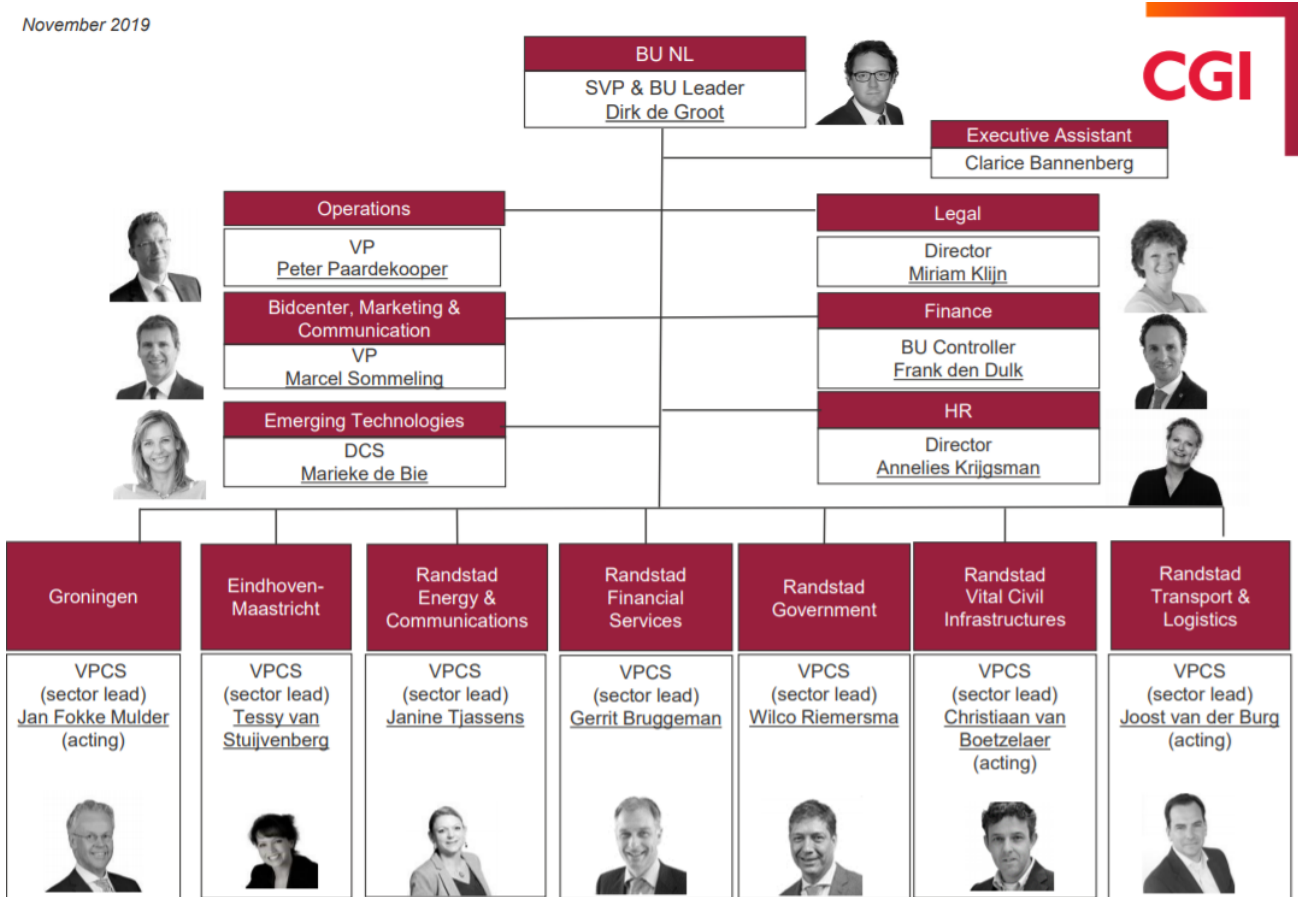 November 2019
CGI
BU NL
SVP & BU Leader
Dirk de Groot
Executive Assistant
Clarice Bannenberg
Operations
VP
Peter Paardekooper
Legal
Director
Miriam Klijn
Bidcenter, Marketing &
Communication
VP
Marcel Sommeling
Finance
BU Controller
Frank den Dulk
Emerging Technologies
DCS
Marieke de Bie
HR
Director
Annelies Krijgsman
Groningen
VPCS
(sector lead)
Jan Fokke Mulder
(acting)
Eindhoven-
Maastricht
VPCS
(sector lead)
Tessy van
Stuijvenberg
Randstad
Energy &
Communications
VPCS
(sector lead)
Janine Tjassens
Randstad
Financial
Services
VPCS
(sector lead)
Gerrit Bruggeman
Randstad
Government
VPCS
(sector lead)
Wilco Riemersma
Randstad
Vital Civil
Infrastructures
VPCS
(sector lead)
Christiaan van
Boetzelaer
(acting)
Randstad
Transport &
Logistics
VPCS
(sector lead)
Joost van der Burg
(acting)